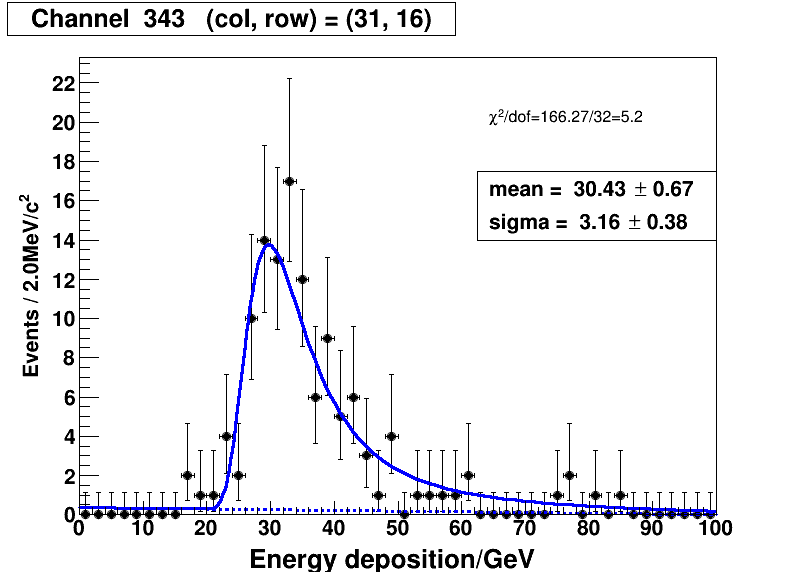 Channel 343 (col, row) = (31, 16)
χ²/dof=166.27/32=5.2
mean = 30.43 ± 0.67
sigma = 3.16 ± 0.38
Events / 2.0MeV/c²
22
20
18
16
14
12
10
8
6
4
2
0
0 10 20 30 40 50 60 70 80 90 100
Energy deposition/GeV